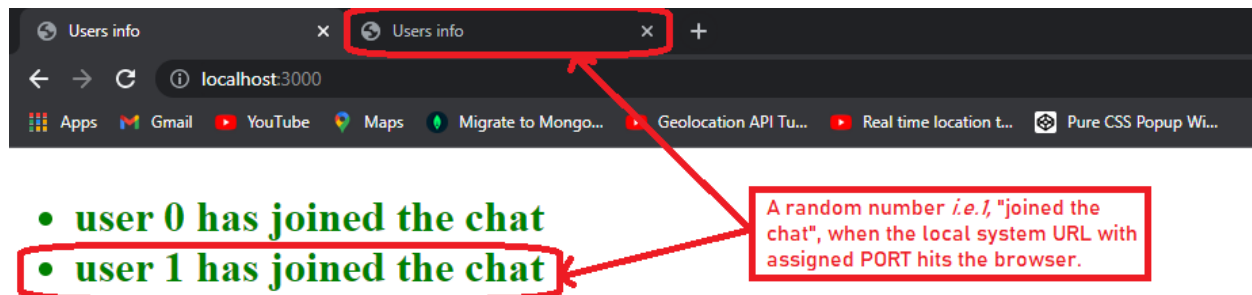 Users info
Users info
localhost:3000
Apps Gmail YouTube Maps Migrate to Mongo... Geolocation API Tu... Real time location t... Pure CSS Popup Wi...
• user 0 has joined the chat
• user 1 has joined the chat
A random number i.e.1, "joined the
chat", when the local system URL with
assigned PORT hits the browser.